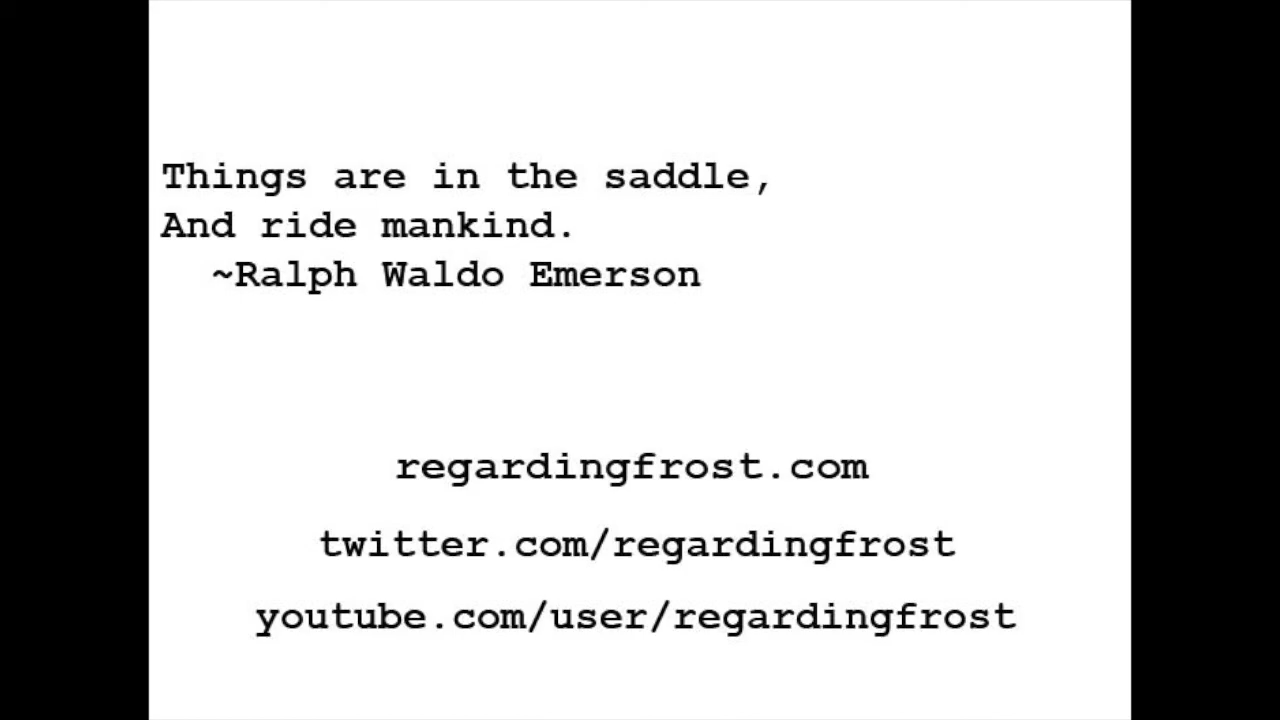 Things are in the saddle,
And ride mankind.
~Ralph Waldo Emerson
regardingfrost.com
twitter.com/regardingfrost
youtube.com/user/regardingfrost